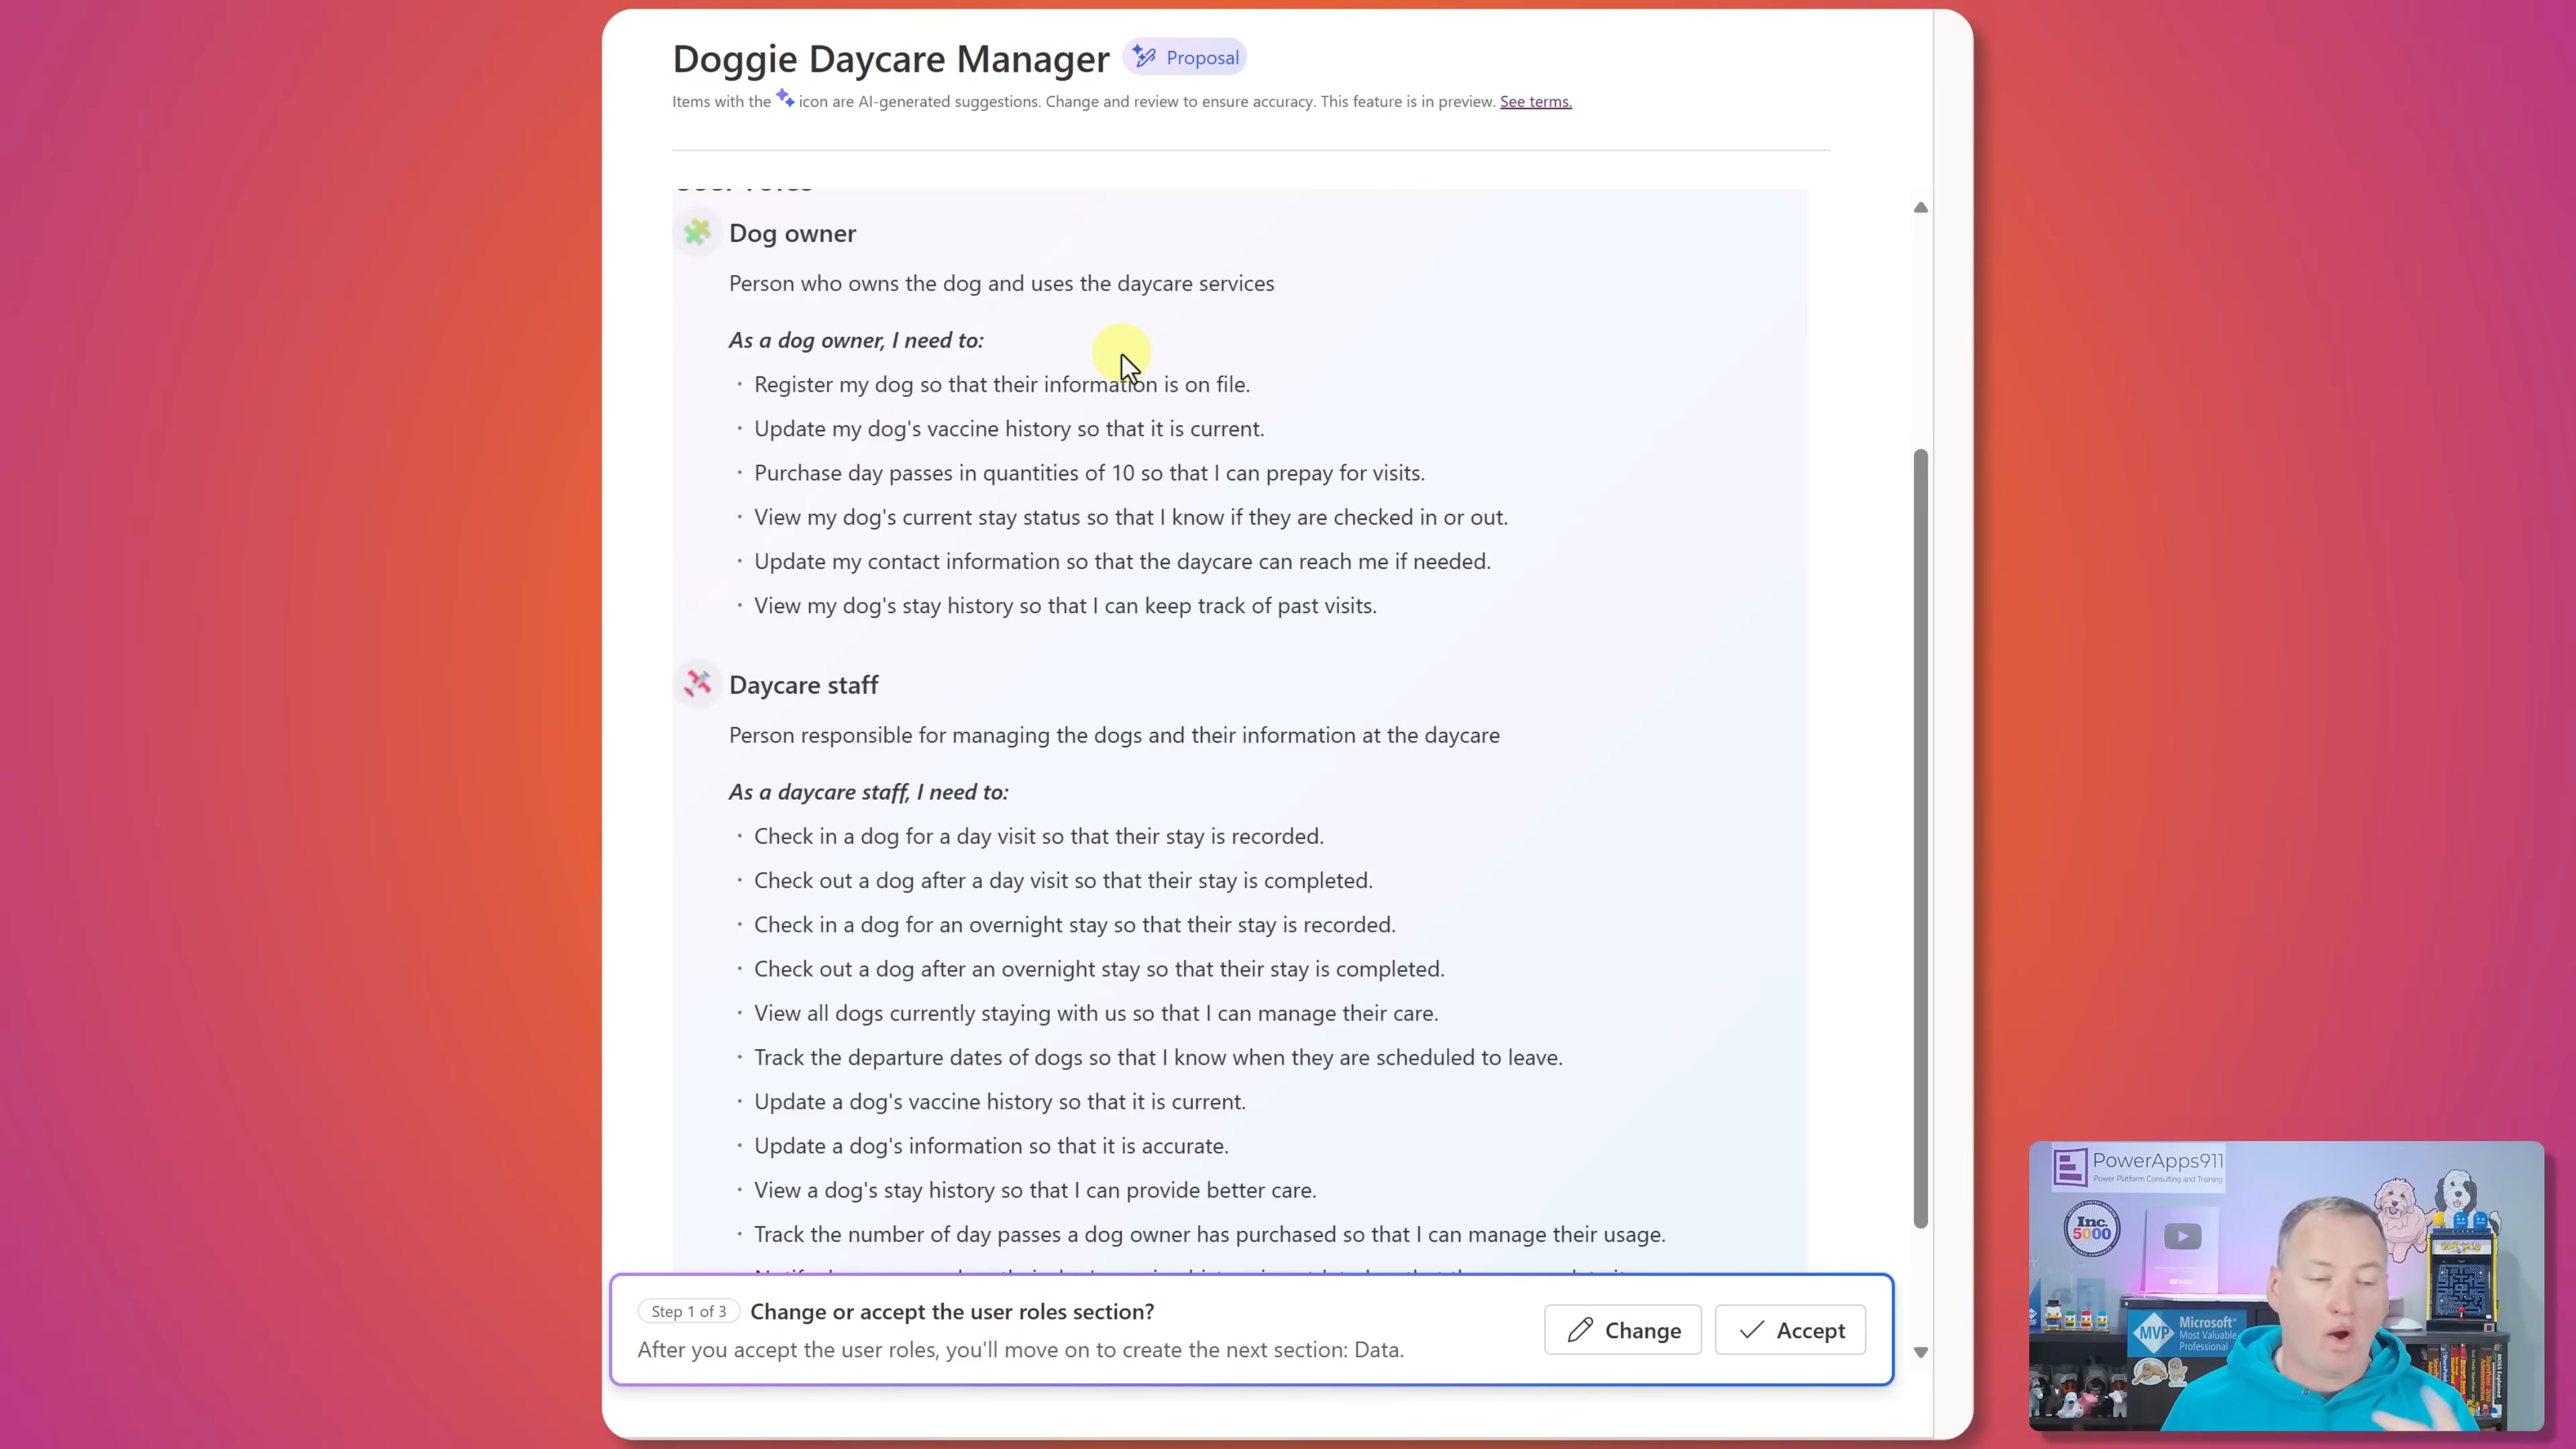 Doggie Daycare Manager Proposal
Items with the icon are AI-generated suggestions. Change and review to ensure accuracy. This feature is in preview. See terms.
Dog owner
Person who owns the dog and uses the daycare services
As a dog owner, I need to:
· Register my dog so that their information is on file.
· Update my dog's vaccine history so that it is current.
· Purchase day passes in quantities of 10 so that I can prepay for visits.
· View my dog's current stay status so that I know if they are checked in or out.
· Update my contact information so that the daycare can reach me if needed.
· View my dog's stay history so that I can keep track of past visits.
Daycare staff
Person responsible for managing the dogs and their information at the daycare
As a daycare staff, I need to:
· Check in a dog for a day visit so that their stay is recorded.
· Check out a dog after a day visit so that their stay is completed.
· Check in a dog for an overnight stay so that their stay is recorded.
· Check out a dog after an overnight stay so that their stay is completed.
· View all dogs currently staying with us so that I can manage their care.
· Track the departure dates of dogs so that I know when they are scheduled to leave.
· Update a dog's vaccine history so that it is current.
· Update a dog's information so that it is accurate.
· View a dog's stay history so that I can provide better care.
· Track the number of day passes a dog owner has purchased so that I can manage their usage.
Step 1 of 3 Change or accept the user roles section?
After you accept the user roles, you'll move on to create the next section: Data.
Change
Accept
PowerApps911
Power Platform Consulting and Training
Inc.
5000
MVP
Microsoft
Most Valuable
Professional